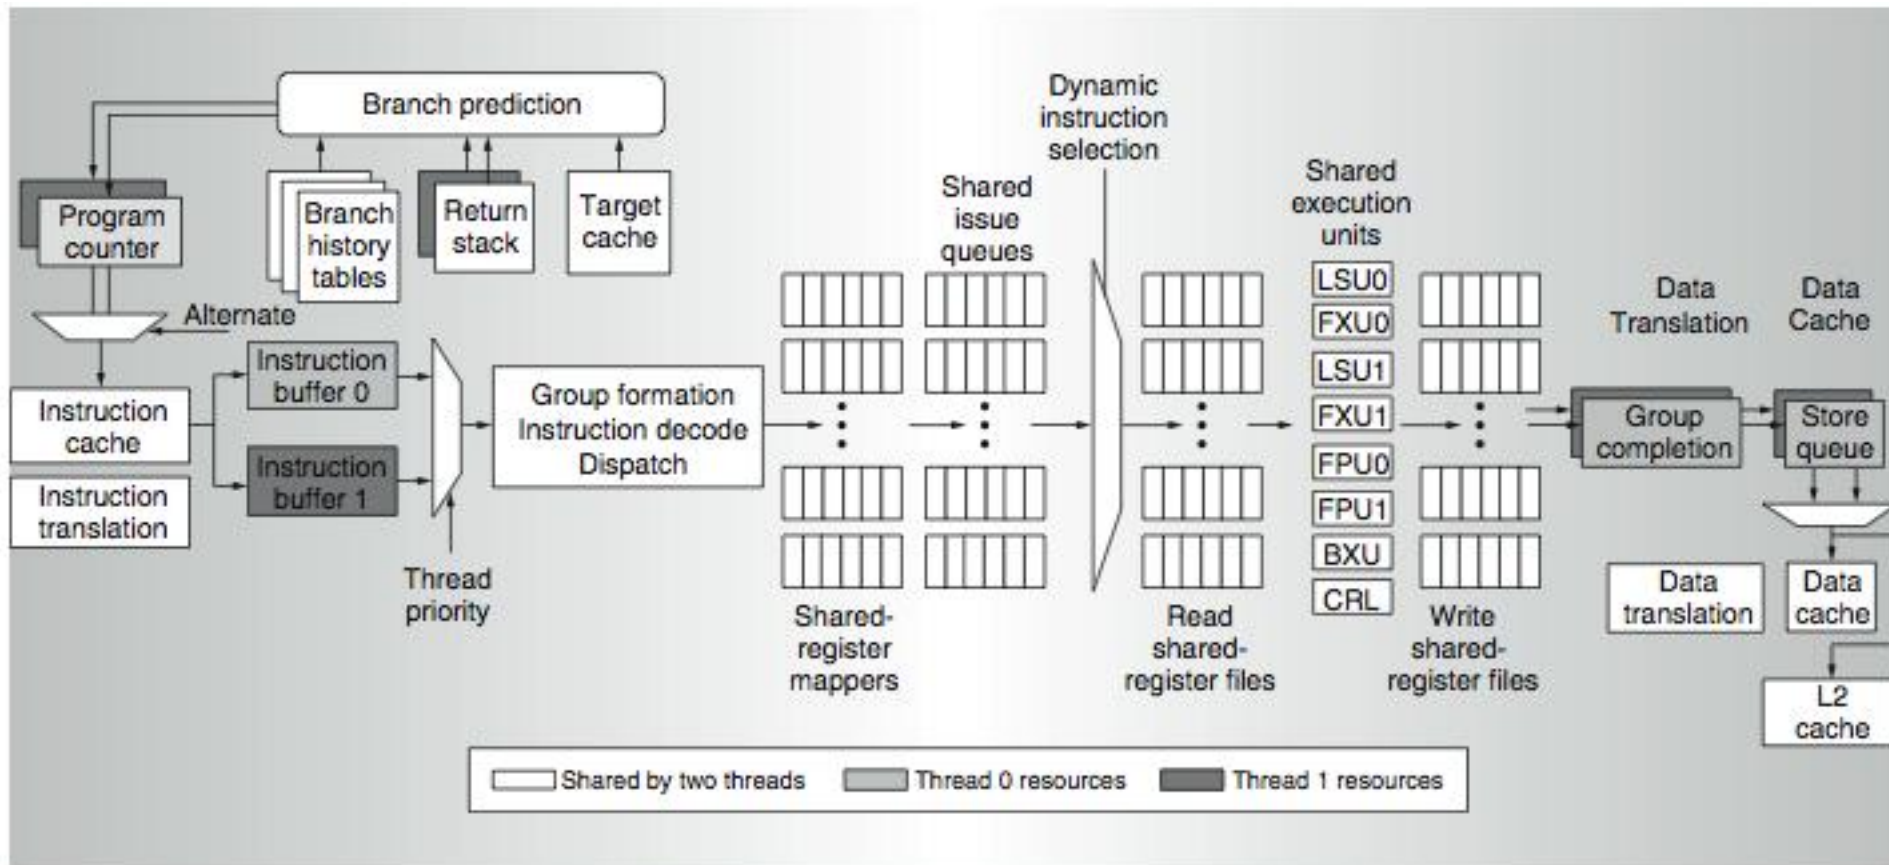 Branch prediction
Program
counter
Branch
history
tables
Return
stack
Target
cache
Alternate
Instruction
cache
Instruction
translation
Instruction
buffer 0
Instruction
buffer 1
Thread
priority
Group formation
Instruction decode
Dispatch
Shared-
register
mappers
Shared
issue
queues
Dynamic
instruction
selection
Read
shared-
register files
Shared
execution
units
LSU0
FXU0
LSU1
FXU1
FPU0
FPU1
BXU
CRL
Write
shared-
register files
Data
Translation
Data
Cache
Group
completion
Store
queue
Data
translation
Data
cache
L2
cache
Shared by two threads
Thread 0 resources
Thread 1 resources